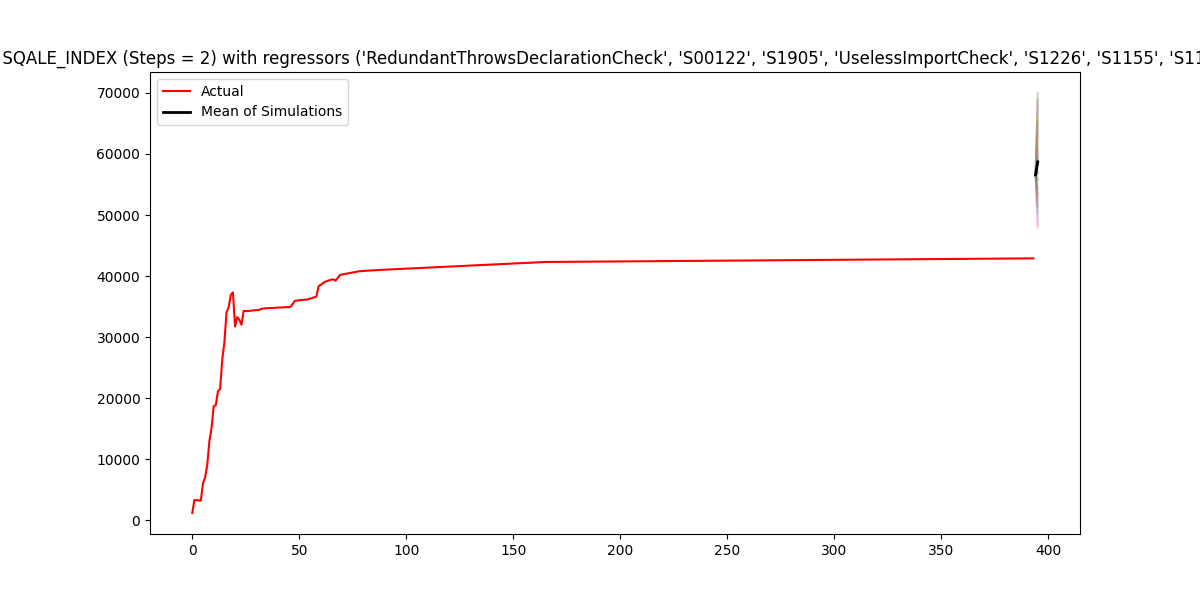 SQALE_INDEX (Steps = 2) with regressors ('RedundantThrowsDeclarationCheck', 'S00122', 'S1905', 'UselessImportCheck', 'S1226', 'S1155', 'S11
Actual
Mean of Simulations
70000
60000
50000
40000
30000
20000
10000
0
0 50 100 150 200 250 300 350 400